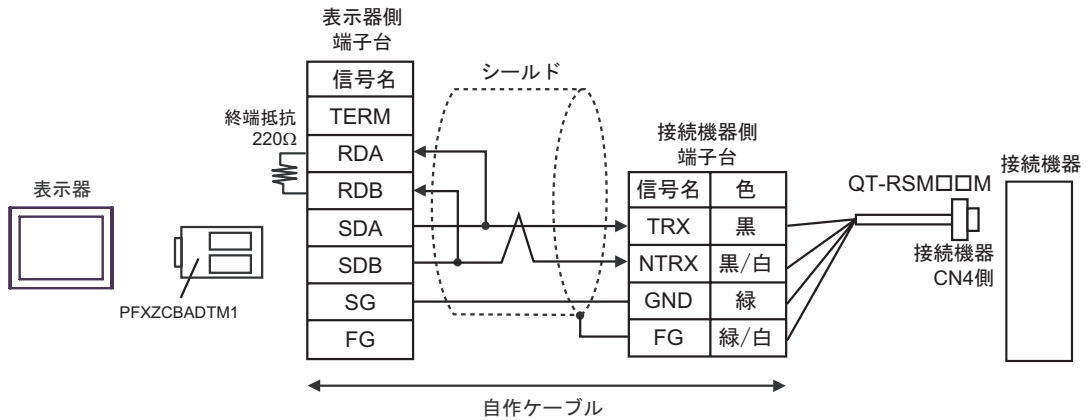 表示器側
端子台
信号名
TERM
RDA
RDB
SDA
SDB
SG
FG
終端抵抗
220Ω
シールド
表示器
PFXZCBADTM1
接続機器側
端子台
信号名 色
TRX 黒
NTRX 黒/白
GND 緑
FG 緑/白
QT-RSM□□M
接続機器
CN4側
接続機器
自作ケーブル